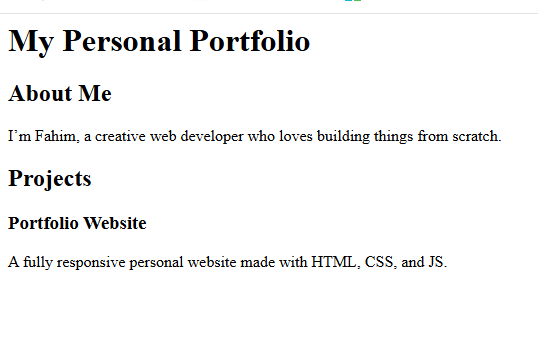 My Personal Portfolio
About Me
I’m Fahim, a creative web developer who loves building things from scratch.
Projects
Portfolio Website
A fully responsive personal website made with HTML, CSS, and JS.